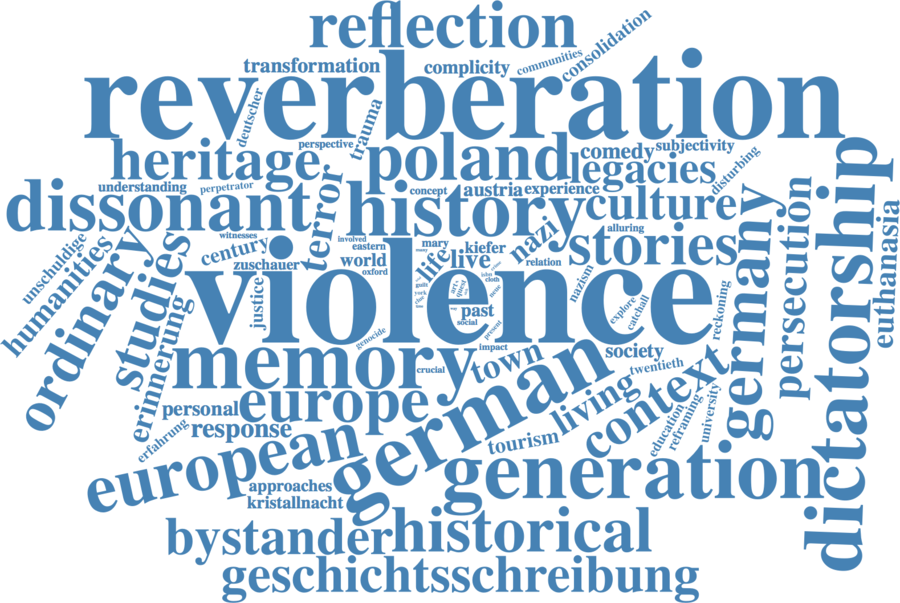 reflection
consolidation
communities
transformation
complicity
reverberation
deutscher
trauma
perspective
heritage
poland
comedy
subjectivity
legacies
disturbing
understanding
perpetrator
concept
austria
experience
dissonant
history
culture
alluring
terror
nazi
stories
witnesses
century
zuschauer
involved
eastern
world
oxford
mary
life
live
kiefer
relation
unschuldige
humanities
ordinary
studies
erinnerung
erfahrung
justice
violence
past
social
present
genocide
nazism
explore
catchall
reckoning
germany
persecution
dictatorship
euthanasia
memory
crucial
impact
town
german
society
twentieth
living
context
education
reframing
university
personal
europe
response
european
tourism
generation
approaches
kristallnacht
bystander
historical
geschichtsschreibung